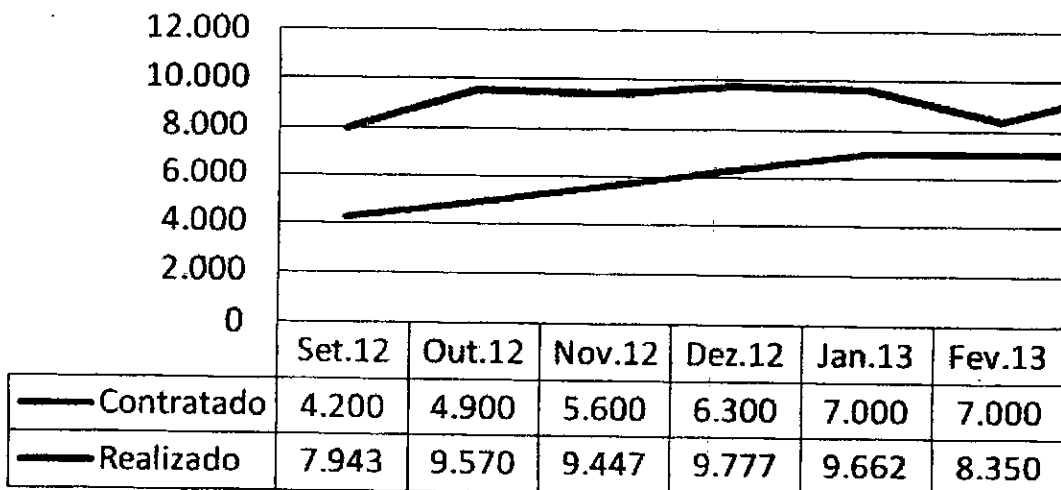 12.000
10.000
8.000
6.000
4.000
2.000
0
Set.12 Out.12 Nov.12 Dez.12 Jan.13 Fev.13
Contratado 4.200 4.900 5.600 6.300 7.000 7.000
Realizado 7.943 9.570 9.447 9.777 9.662 8.350